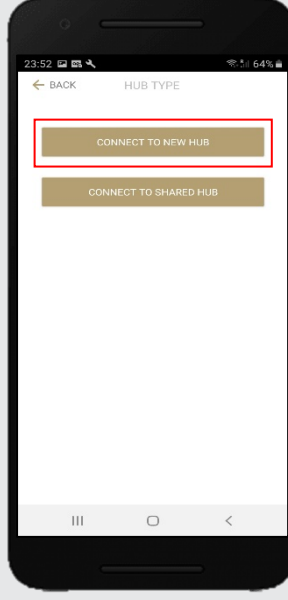 23:52 64%
BACK HUB TYPE
CONNECT TO NEW HUB
CONNECT TO SHARED HUB